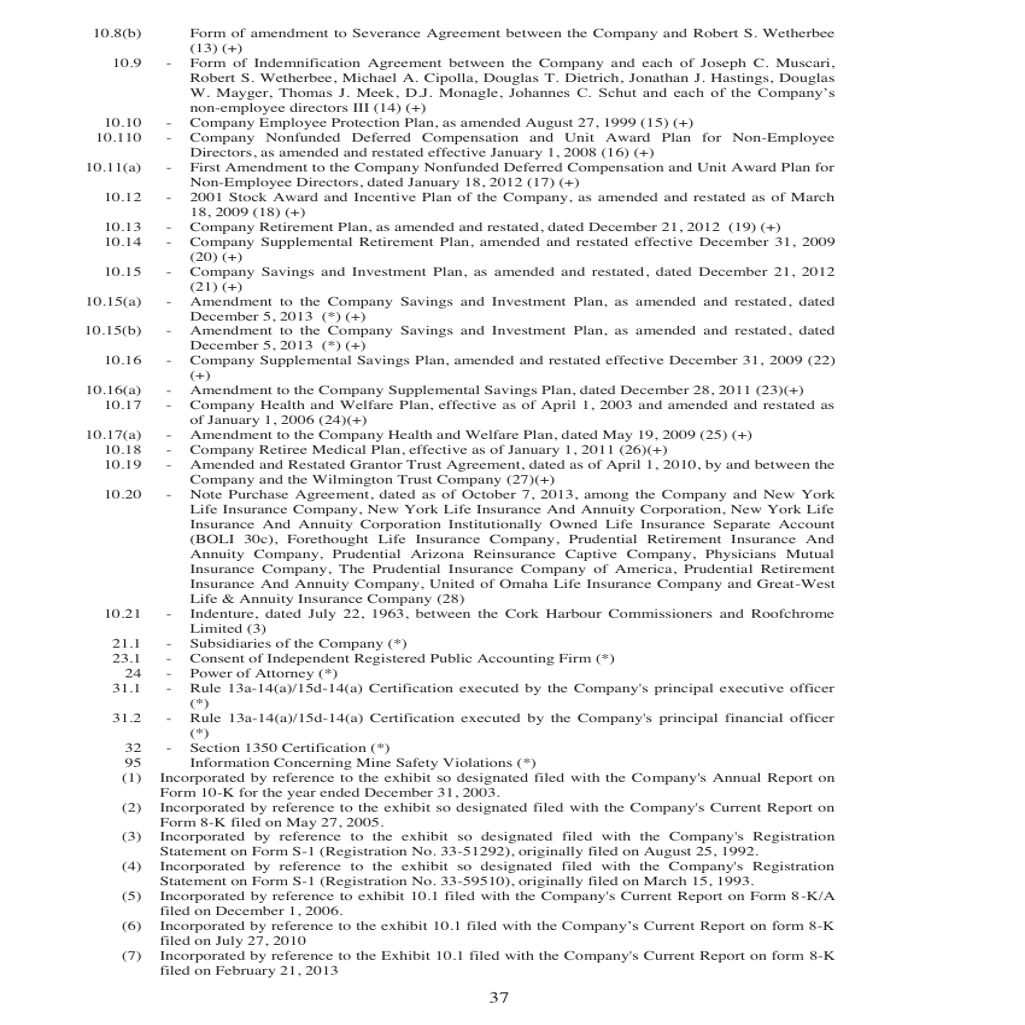 10.8(b) Form of amendment to Severance Agreement between the Company and Robert S. Wetherbee
(13) (+)
10.9 - Form of Indemnification Agreement between the Company and each of Joseph C. Muscari,
Robert S. Wetherbee, Michael A. Cipolla, Douglas T. Dietrich, Jonathan J. Hastings, Douglas
W. Mayger, Thomas J. Meek, D.J. Monagle, Johannes C. Schut and each of the Company’s
non-employee directors III (14) (+)
10.10 - Company Employee Protection Plan, as amended August 27, 1999 (15) (+)
10.110 - Company Nonfunded Deferred Compensation and Unit Award Plan for Non-Employee
Directors, as amended and restated effective January 1, 2008 (16) (+)
10.11(a) - First Amendment to the Company Nonfunded Deferred Compensation and Unit Award Plan for
Non-Employee Directors, dated January 18, 2012 (17) (+)
10.12 - 2001 Stock Award and Incentive Plan of the Company, as amended and restated as of March
18, 2009 (18) (+)
10.13 - Company Retirement Plan, as amended and restated, dated December 21, 2012 (19) (+)
10.14 - Company Supplemental Retirement Plan, amended and restated effective December 31, 2009
(20) (+)
10.15 - Company Savings and Investment Plan, as amended and restated, dated December 21, 2012
(21) (+)
10.15(a) - Amendment to the Company Savings and Investment Plan, as amended and restated, dated
December 5, 2013 (*) (+)
10.15(b) - Amendment to the Company Savings and Investment Plan, as amended and restated, dated
December 5, 2013 (*) (+)
10.16 - Company Supplemental Savings Plan, amended and restated effective December 31, 2009 (22)
(+)
10.16(a) - Amendment to the Company Supplemental Savings Plan, dated December 28, 2011 (23)(+)
10.17 - Company Health and Welfare Plan, effective as of April 1, 2003 and amended and restated as
of January 1, 2006 (24)(+)
10.17(a) - Amendment to the Company Health and Welfare Plan, dated May 19, 2009 (25) (+)
10.18 - Company Retiree Medical Plan, effective as of January 1, 2011 (26)(+)
10.19 - Amended and Restated Grantor Trust Agreement, dated as of April 1, 2010, by and between the
Company and the Wilmington Trust Company (27)(+)
10.20 - Note Purchase Agreement, dated as of October 7, 2013, among the Company and New York
Life Insurance Company, New York Life Insurance And Annuity Corporation, New York Life
Insurance And Annuity Corporation Institutionally Owned Life Insurance Separate Account
(BOLI 30c), Forethought Life Insurance Company, Prudential Retirement Insurance And
Annuity Company, Prudential Arizona Reinsurance Captive Company, Physicians Mutual
Insurance Company, The Prudential Insurance Company of America, Prudential Retirement
Insurance And Annuity Company, United of Omaha Life Insurance Company and Great-West
Life & Annuity Insurance Company (28)
10.21 - Indenture, dated July 22, 1963, between the Cork Harbour Commissioners and Roofchrome
Limited (3)
21.1 - Subsidiaries of the Company (*)
23.1 - Consent of Independent Registered Public Accounting Firm (*)
24 - Power of Attorney (*)
31.1 - Rule 13a-14(a)/15d-14(a) Certification executed by the Company's principal executive officer
(*)
31.2 - Rule 13a-14(a)/15d-14(a) Certification executed by the Company's principal financial officer
(*)
32 - Section 1350 Certification (*)
95 Information Concerning Mine Safety Violations (*)
(1) Incorporated by reference to the exhibit so designated filed with the Company's Annual Report on
Form 10-K for the year ended December 31, 2003.
(2) Incorporated by reference to the exhibit so designated filed with the Company's Current Report on
Form 8-K filed on May 27, 2005.
(3) Incorporated by reference to the exhibit so designated filed with the Company's Registration
Statement on Form S-1 (Registration No. 33-51292), originally filed on August 25, 1992.
(4) Incorporated by reference to the exhibit so designated filed with the Company's Registration
Statement on Form S-1 (Registration No. 33-59510), originally filed on March 15, 1993.
(5) Incorporated by reference to exhibit 10.1 filed with the Company's Current Report on Form 8-K/A
filed on December 1, 2006.
(6) Incorporated by reference to the exhibit 10.1 filed with the Company’s Current Report on form 8-K
filed on July 27, 2010
(7) Incorporated by reference to the Exhibit 10.1 filed with the Company's Current Report on form 8-K
filed on February 21, 2013
37